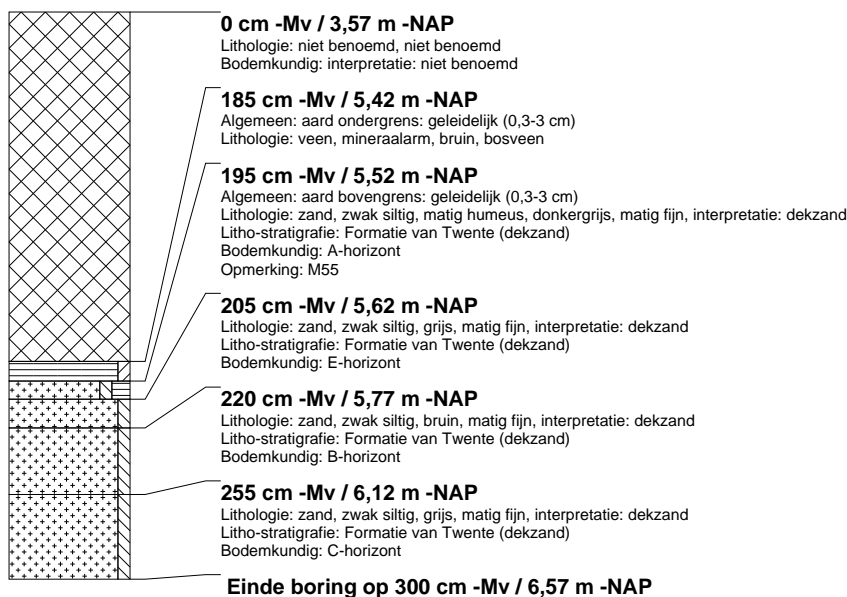 0 cm -Mv / 3,57 m -NAP
Lithologie: niet benoemd, niet benoemd
Bodemkundig: interpretatie: niet benoemd
185 cm -Mv / 5,42 m -NAP
Algemeen: aard ondergrens: geleidelijk (0,3-3 cm)
Lithologie: veen, mineraalarm, bruin, bosveen
195 cm -Mv / 5,52 m -NAP
Algemeen: aard bovengrens: geleidelijk (0,3-3 cm)
Lithologie: zand, zwak siltig, matig humeus, donkergrijs, matig fijn, interpretatie: dekzand
Litho-stratigrafie: Formatie van Twente (dekzand)
Bodemkundig: A-horizont
Opmerking: M55
205 cm -Mv / 5,62 m -NAP
Lithologie: zand, zwak siltig, grijs, matig fijn, interpretatie: dekzand
Litho-stratigrafie: Formatie van Twente (dekzand)
Bodemkundig: E-horizont
220 cm -Mv / 5,77 m -NAP
Lithologie: zand, zwak siltig, bruin, matig fijn, interpretatie: dekzand
Litho-stratigrafie: Formatie van Twente (dekzand)
Bodemkundig: B-horizont
255 cm -Mv / 6,12 m -NAP
Lithologie: zand, zwak siltig, grijs, matig fijn, interpretatie: dekzand
Litho-stratigrafie: Formatie van Twente (dekzand)
Bodemkundig: C-horizont
Einde boring op 300 cm -Mv / 6,57 m -NAP